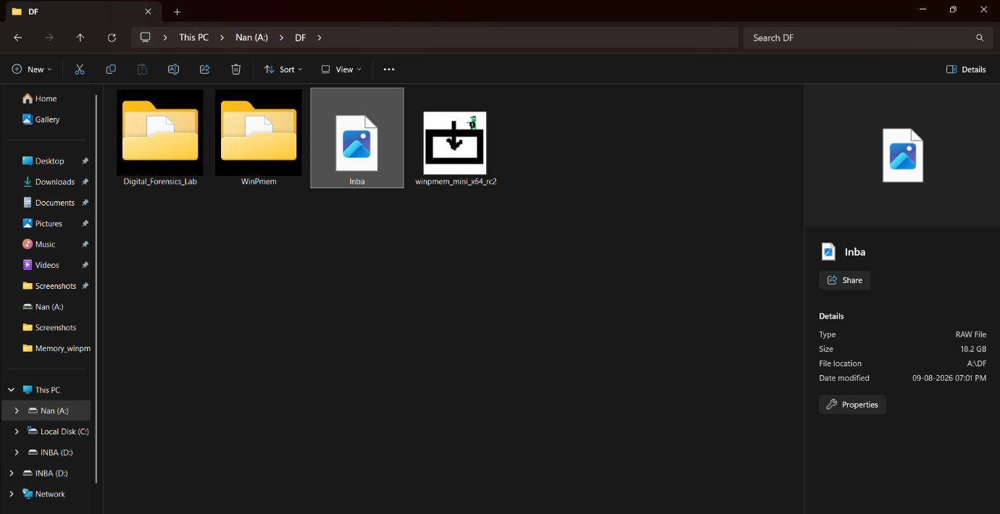 DF
This PC
Nan (A:)
DF
Search DF
New
Sort
View
Details
Home
Gallery
Desktop
Downloads
Documents
Pictures
Music
Videos
Screenshots
Nan (A:)
Screenshots
Memory_winpm
This PC
Nan (A:)
Local Disk (C:)
INBA (D:)
INBA (D:)
Network
Digital_Forensics_Lab
WinPmem
Inba
winpmem_mini_x64_rc2
Inba
Share
Details
Type RAW File
Size 18.2 GB
File location A:\DF
Date modified 09-08-2026 07:01 PM
Properties